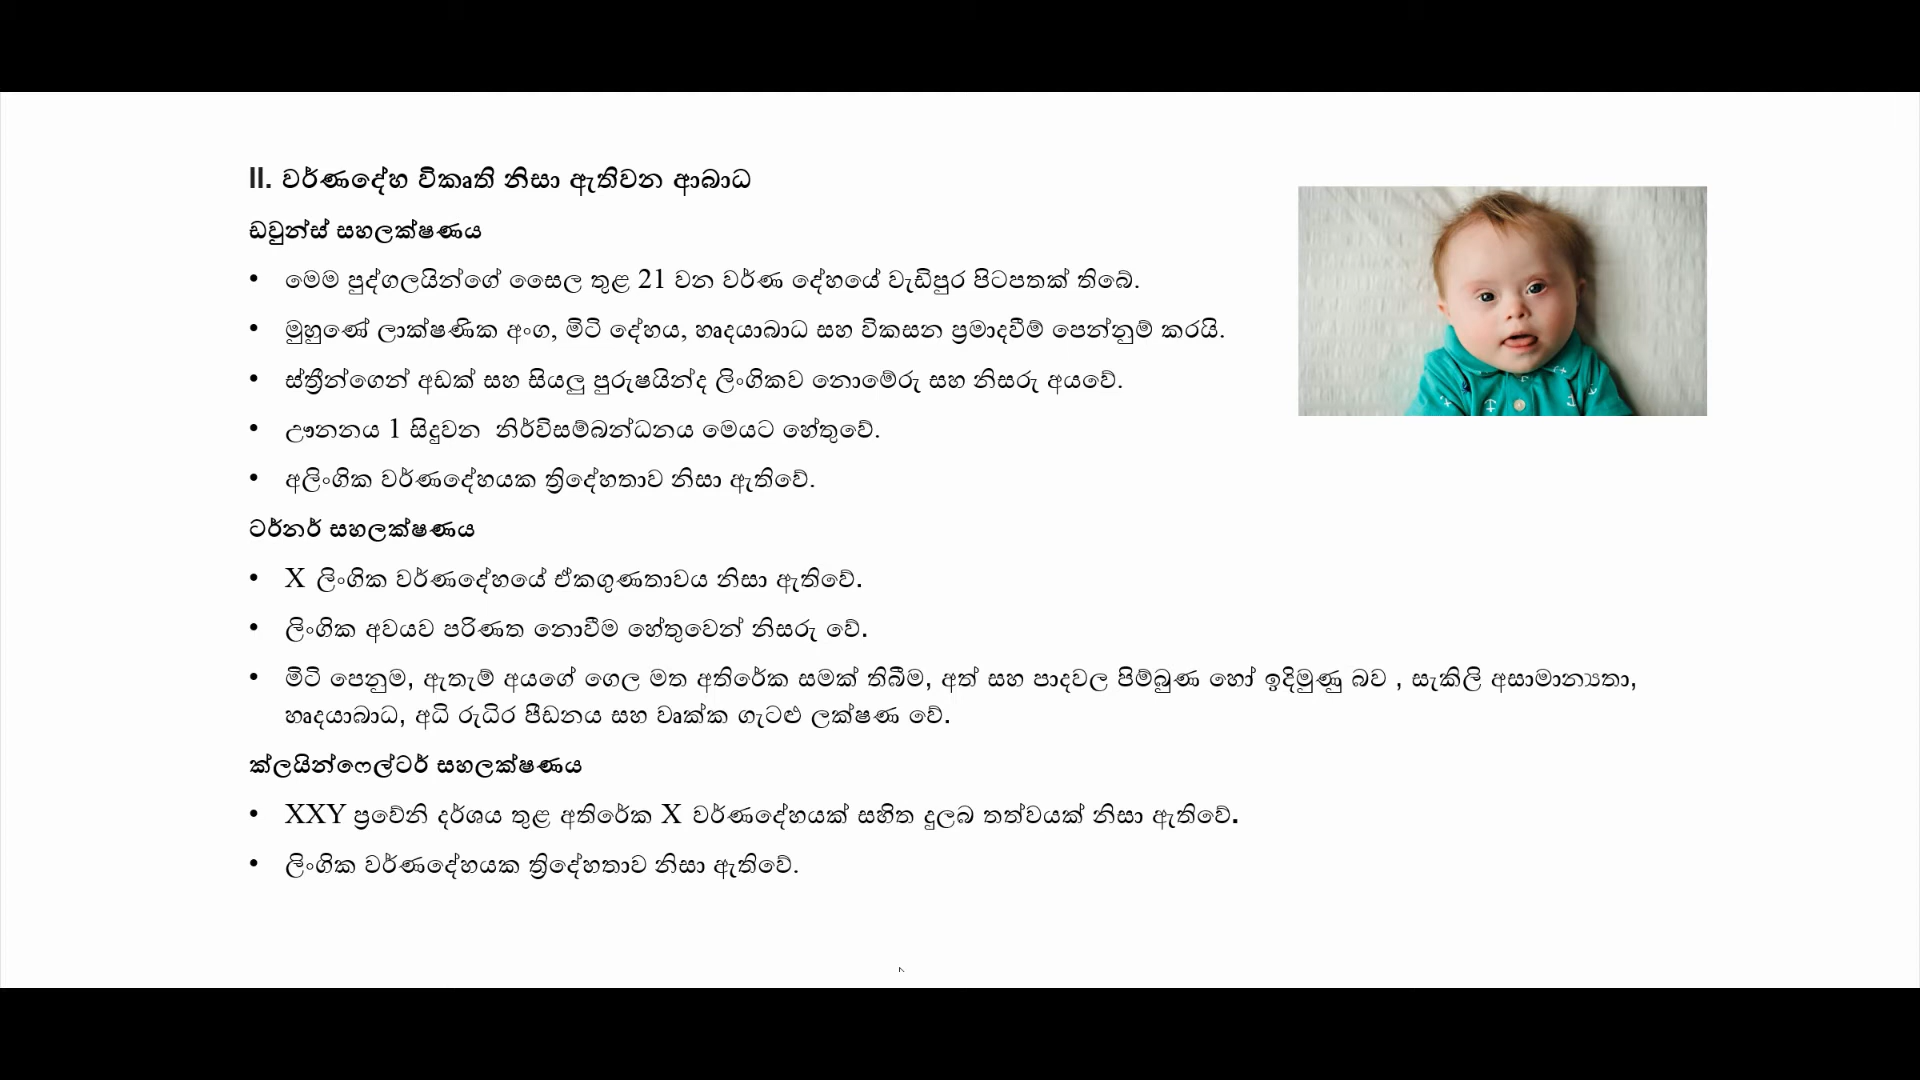 II. වර්ණදේහ විකෘති නිසා ඇතිවන ආබාධ
ඩවුන්ස් සහලක්ෂණය
• මෙම පුද්ගලයින්ගේ සෛල තුළ 21 වන වර්ණ දේහයේ වැඩිපුර පිටපතක් තිබේ.
• මුහුණේ ලාක්ෂණික අංග, මිටි දේහය, හෘදයාබාධ සහ විකසන ප්‍රමාදවීම් පෙන්නුම් කරයි.
• ස්ත්‍රීන්ගෙන් අඩක් සහ සියලු පුරුෂයින්ද ලිංගිකව නොමේරූ සහ නිසරු අයවේ.
• ඌනනය 1 සිදුවන නිර්විසම්බන්ධනය මෙයට හේතුවේ.
• අලිංගික වර්ණදේහයක ත්‍රිදේහතාව නිසා ඇතිවේ.
ටර්නර් සහලක්ෂණය
• X ලිංගික වර්ණදේහයේ ඒකගුණතාවය නිසා ඇතිවේ.
• ලිංගික අවයව පරිණත නොවීම හේතුවෙන් නිසරු වේ.
• මිටි පෙනුම, ඇතැම් අයගේ ගෙල මත අතිරේක සමක් තිබීම, අත් සහ පාදවල පිම්බුණ හෝ ඉදිමුණු බව , සැකිලි අසාමාන්‍යතා,
හෘදයාබාධ, අධි රුධිර පීඩනය සහ වෘක්ක ගැටළු ලක්ෂණ වේ.
ක්ලයින්ෆෙල්ටර් සහලක්ෂණය
• XXY ප්‍රවේනි දර්ශය තුළ අතිරේක X වර්ණදේහයක් සහිත දුලබ තත්වයක් නිසා ඇතිවේ.
• ලිංගික වර්ණදේහයක ත්‍රිදේහතාව නිසා ඇතිවේ.